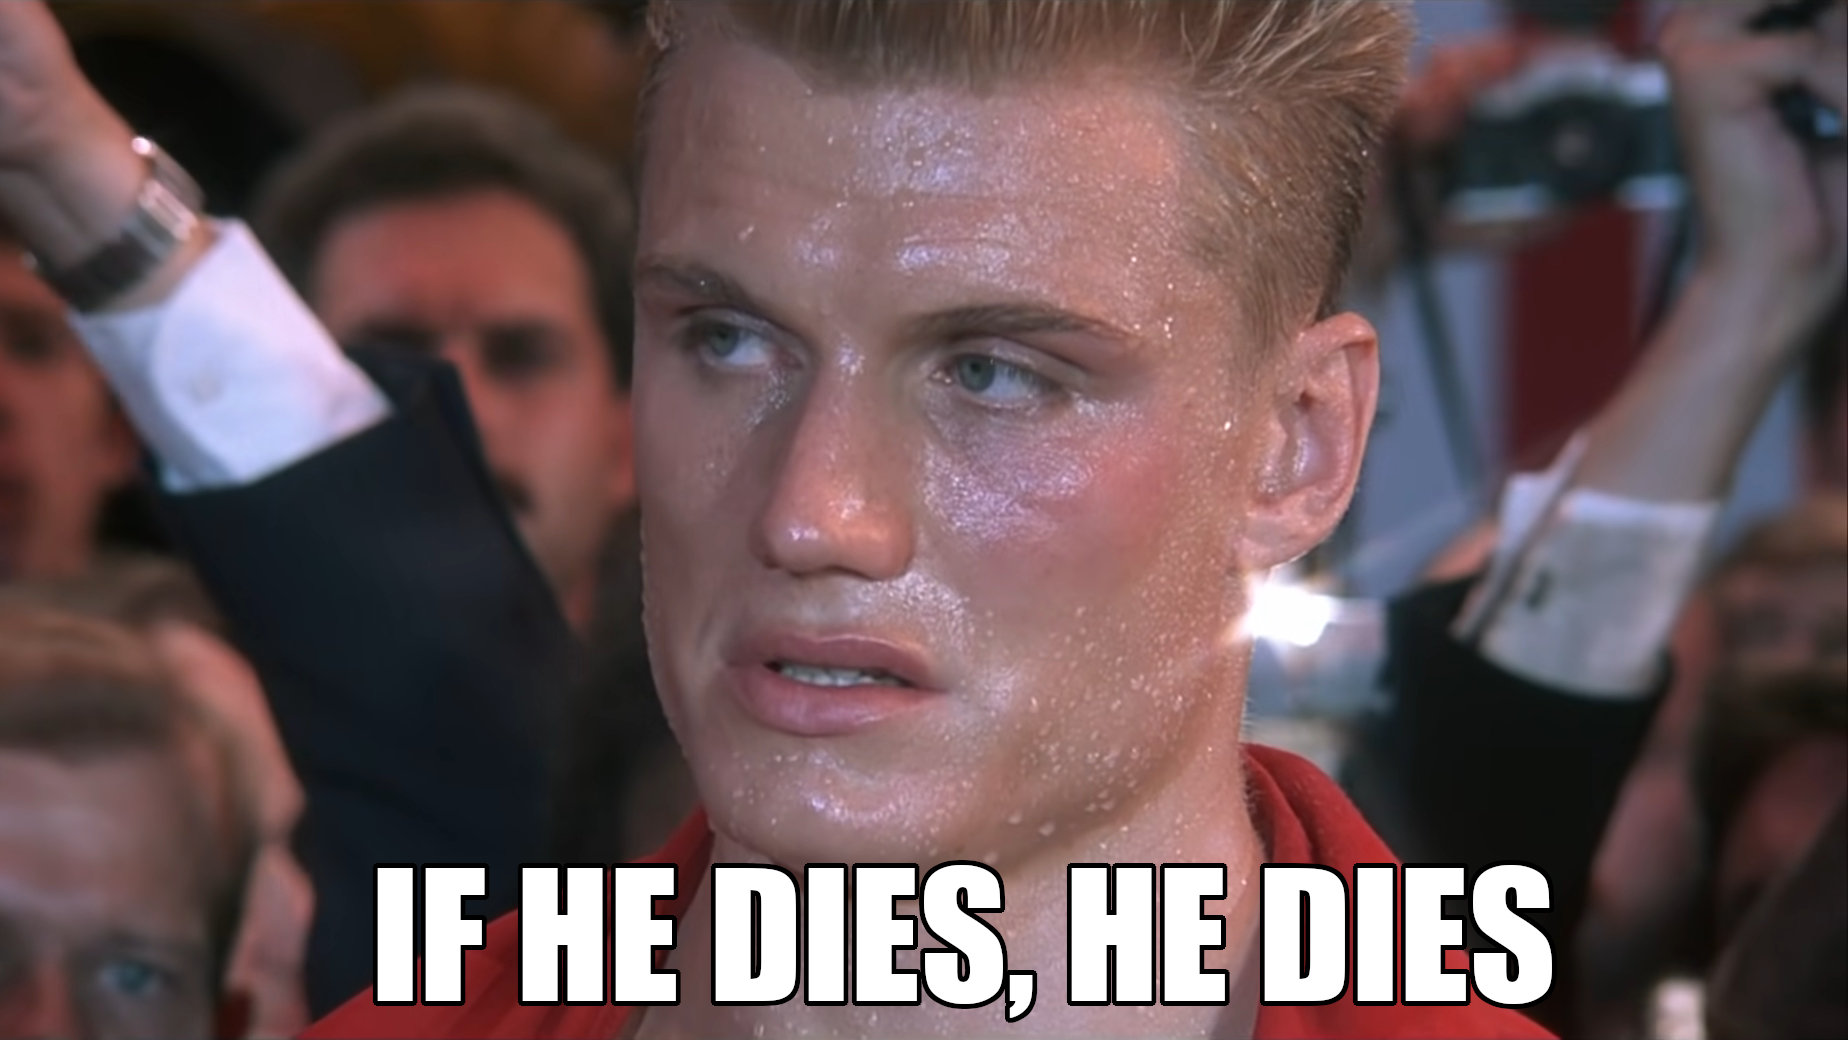 IF HE DIES, HE DIES